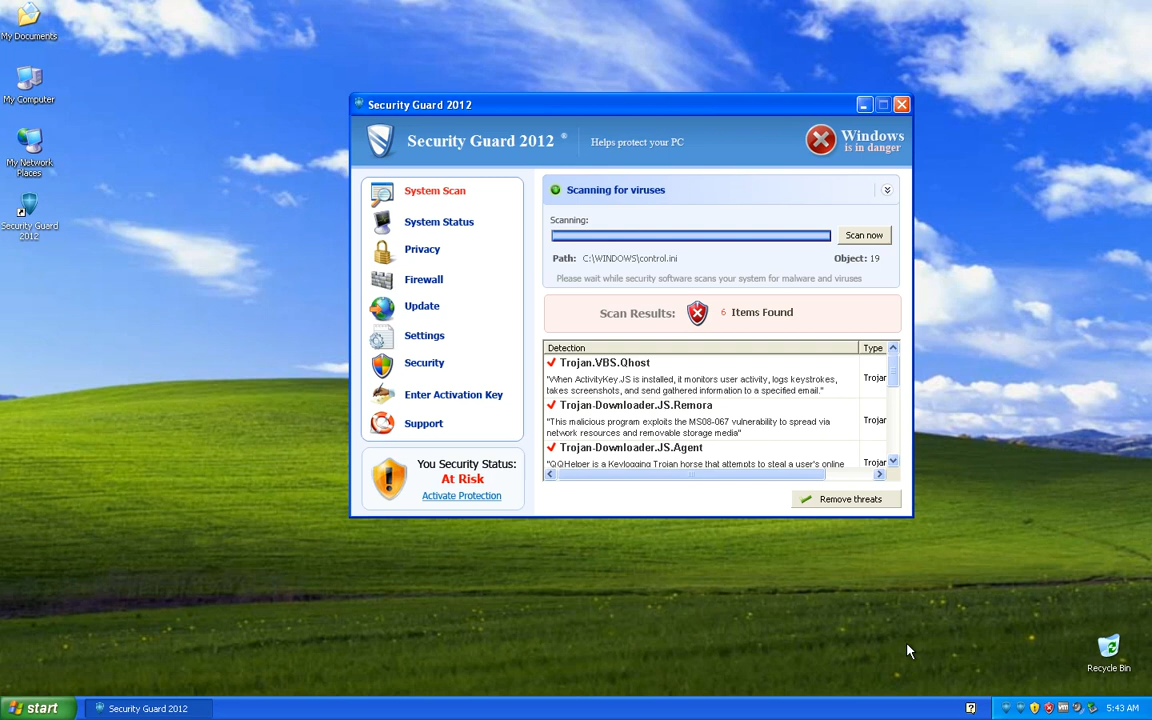 My Documents
My Computer
My Network
Places
Security Guard
2012
Security Guard 2012
Security Guard 2012 ®
Helps protect your PC
Windows
is in danger
System Scan
System Status
Privacy
Firewall
Update
Settings
Security
Enter Activation Key
Support
You Security Status:
At Risk
Activate Protection
Scanning for viruses
Scanning:
Scan now
Path: C:\WINDOWS\control.ini
Object: 19
Please wait while security software scans your system for malware and viruses
Scan Results:
6 Items Found
Detection
Type
Trojan.VBS.Qhost
"When ActivityKey.JS is installed, it monitors user activity, logs keystrokes,
takes screenshots, and send gathered information to a specified email."
Trojan
Trojan-Downloader.JS.Remora
"This malicious program exploits the MS08-067 vulnerability to spread via
network resources and removable storage media"
Trojan
Trojan-Downloader.JS.Agent
"QQHelper is a Keylogging Trojan horse that attempts to steal a user's online
Trojan
Remove threats
Recycle Bin
start
Security Guard 2012
5:43 AM